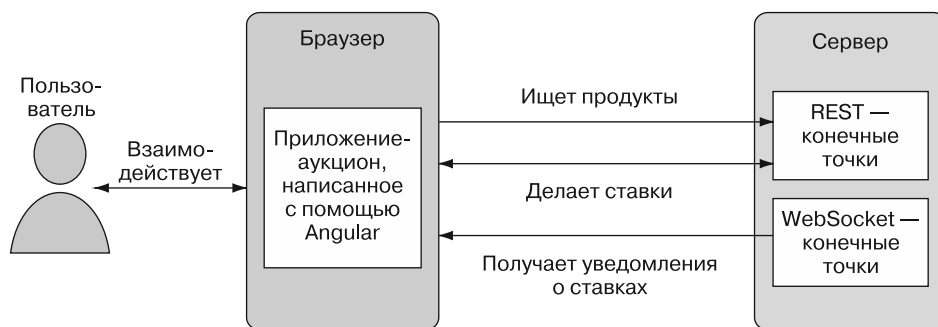 Браузер
Сервер
Пользо-
ватель
Взаимо-
действует
Приложение-
аукцион,
написанное
с помощью
Angular
Ищет продукты
Делает ставки
Получает уведомления
о ставках
REST —
конечные
точки
WebSocket —
конечные
точки